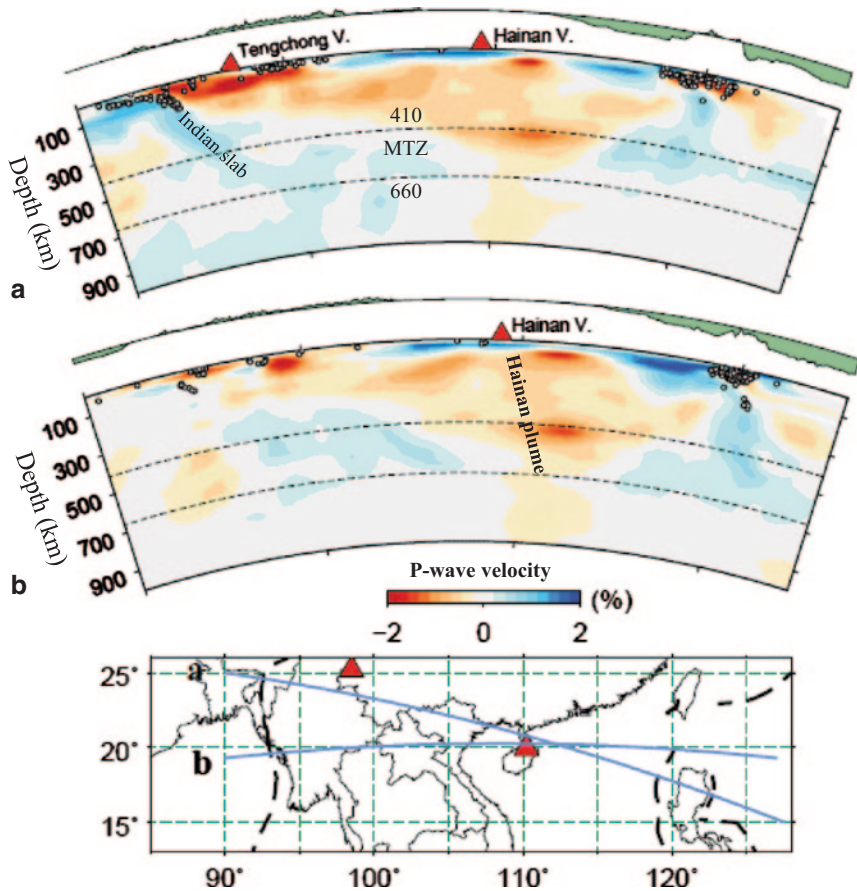 Tengchong V.
Hainan V.
100
300
500
700
900
Depth (km)
Indian slab
410
MTZ
660
a
Hainan V.
100
300
500
700
900
Depth (km)
Hainan plume
b
P-wave velocity
(%)
−2 0 2
a
b
25°
20°
15°
90° 100° 110° 120°